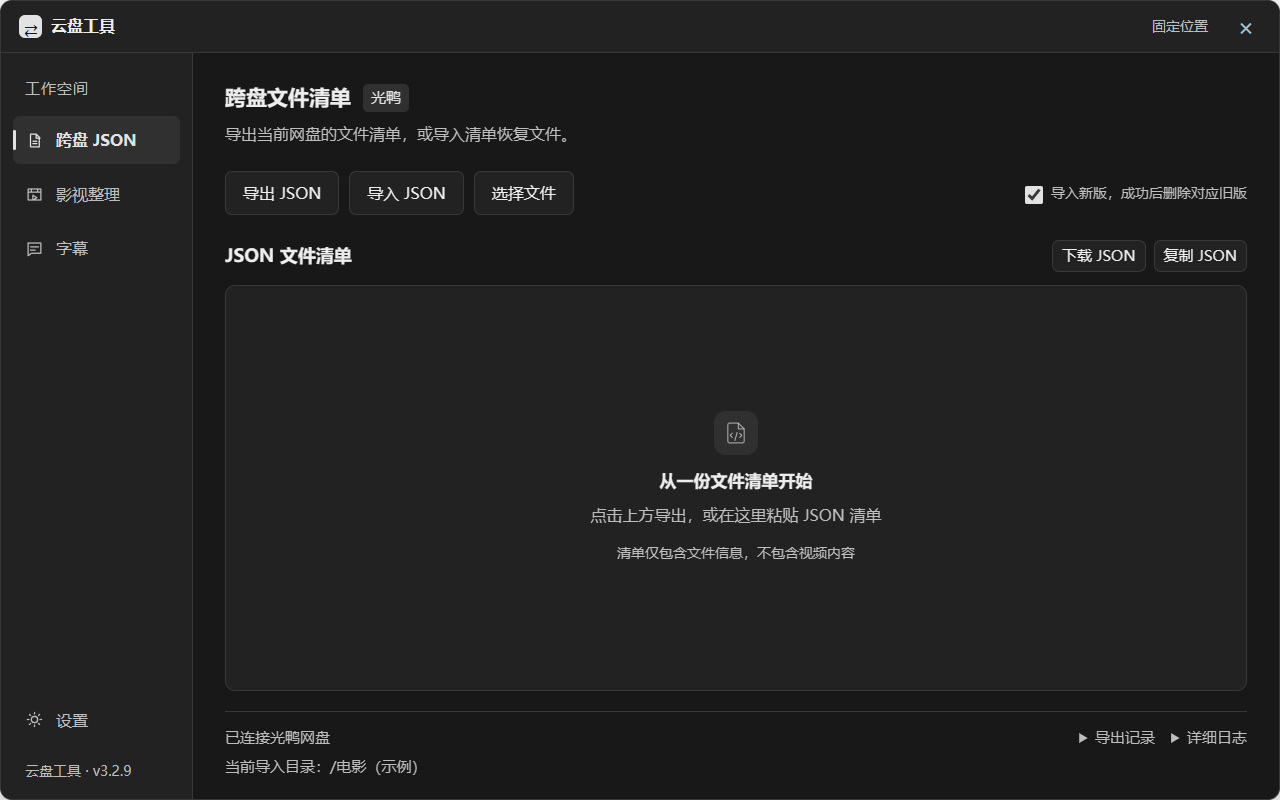 云盘工具
固定位置
工作空间
跨盘 JSON
影视整理
字幕
设置
云盘工具 · v3.2.9
跨盘文件清单 光鸭
导出当前网盘的文件清单，或导入清单恢复文件。
导出 JSON 导入 JSON 选择文件
导入新版，成功后删除对应旧版
JSON 文件清单
下载 JSON 复制 JSON
从一份文件清单开始
点击上方导出，或在这里粘贴 JSON 清单
清单仅包含文件信息，不包含视频内容
已连接光鸭网盘
导出记录 详细日志
当前导入目录：/电影（示例）